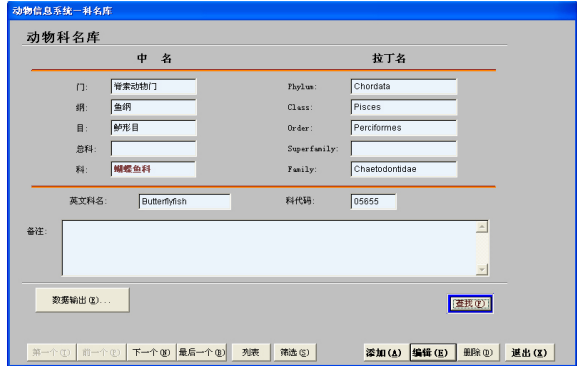 动物信息系统－科名库
动物科名库
中 名 拉丁名
门: 脊索动物门 Phylum: Chordata
纲: 鱼纲 Class: Pisces
目: 鲈形目 Order: Perciformes
总科: Superfamily:
科: 蝴蝶鱼科 Family: Chaetodontidae
英文科名: Butterflyfish 科代码: 05655
备注:
数据输出(Z)... 查找(F)
第一个(T) 前一个(P) 下一个(N) 最后一个(B) 列表 筛选(S) 添加(A) 编辑(E) 删除(D) 退出(X)